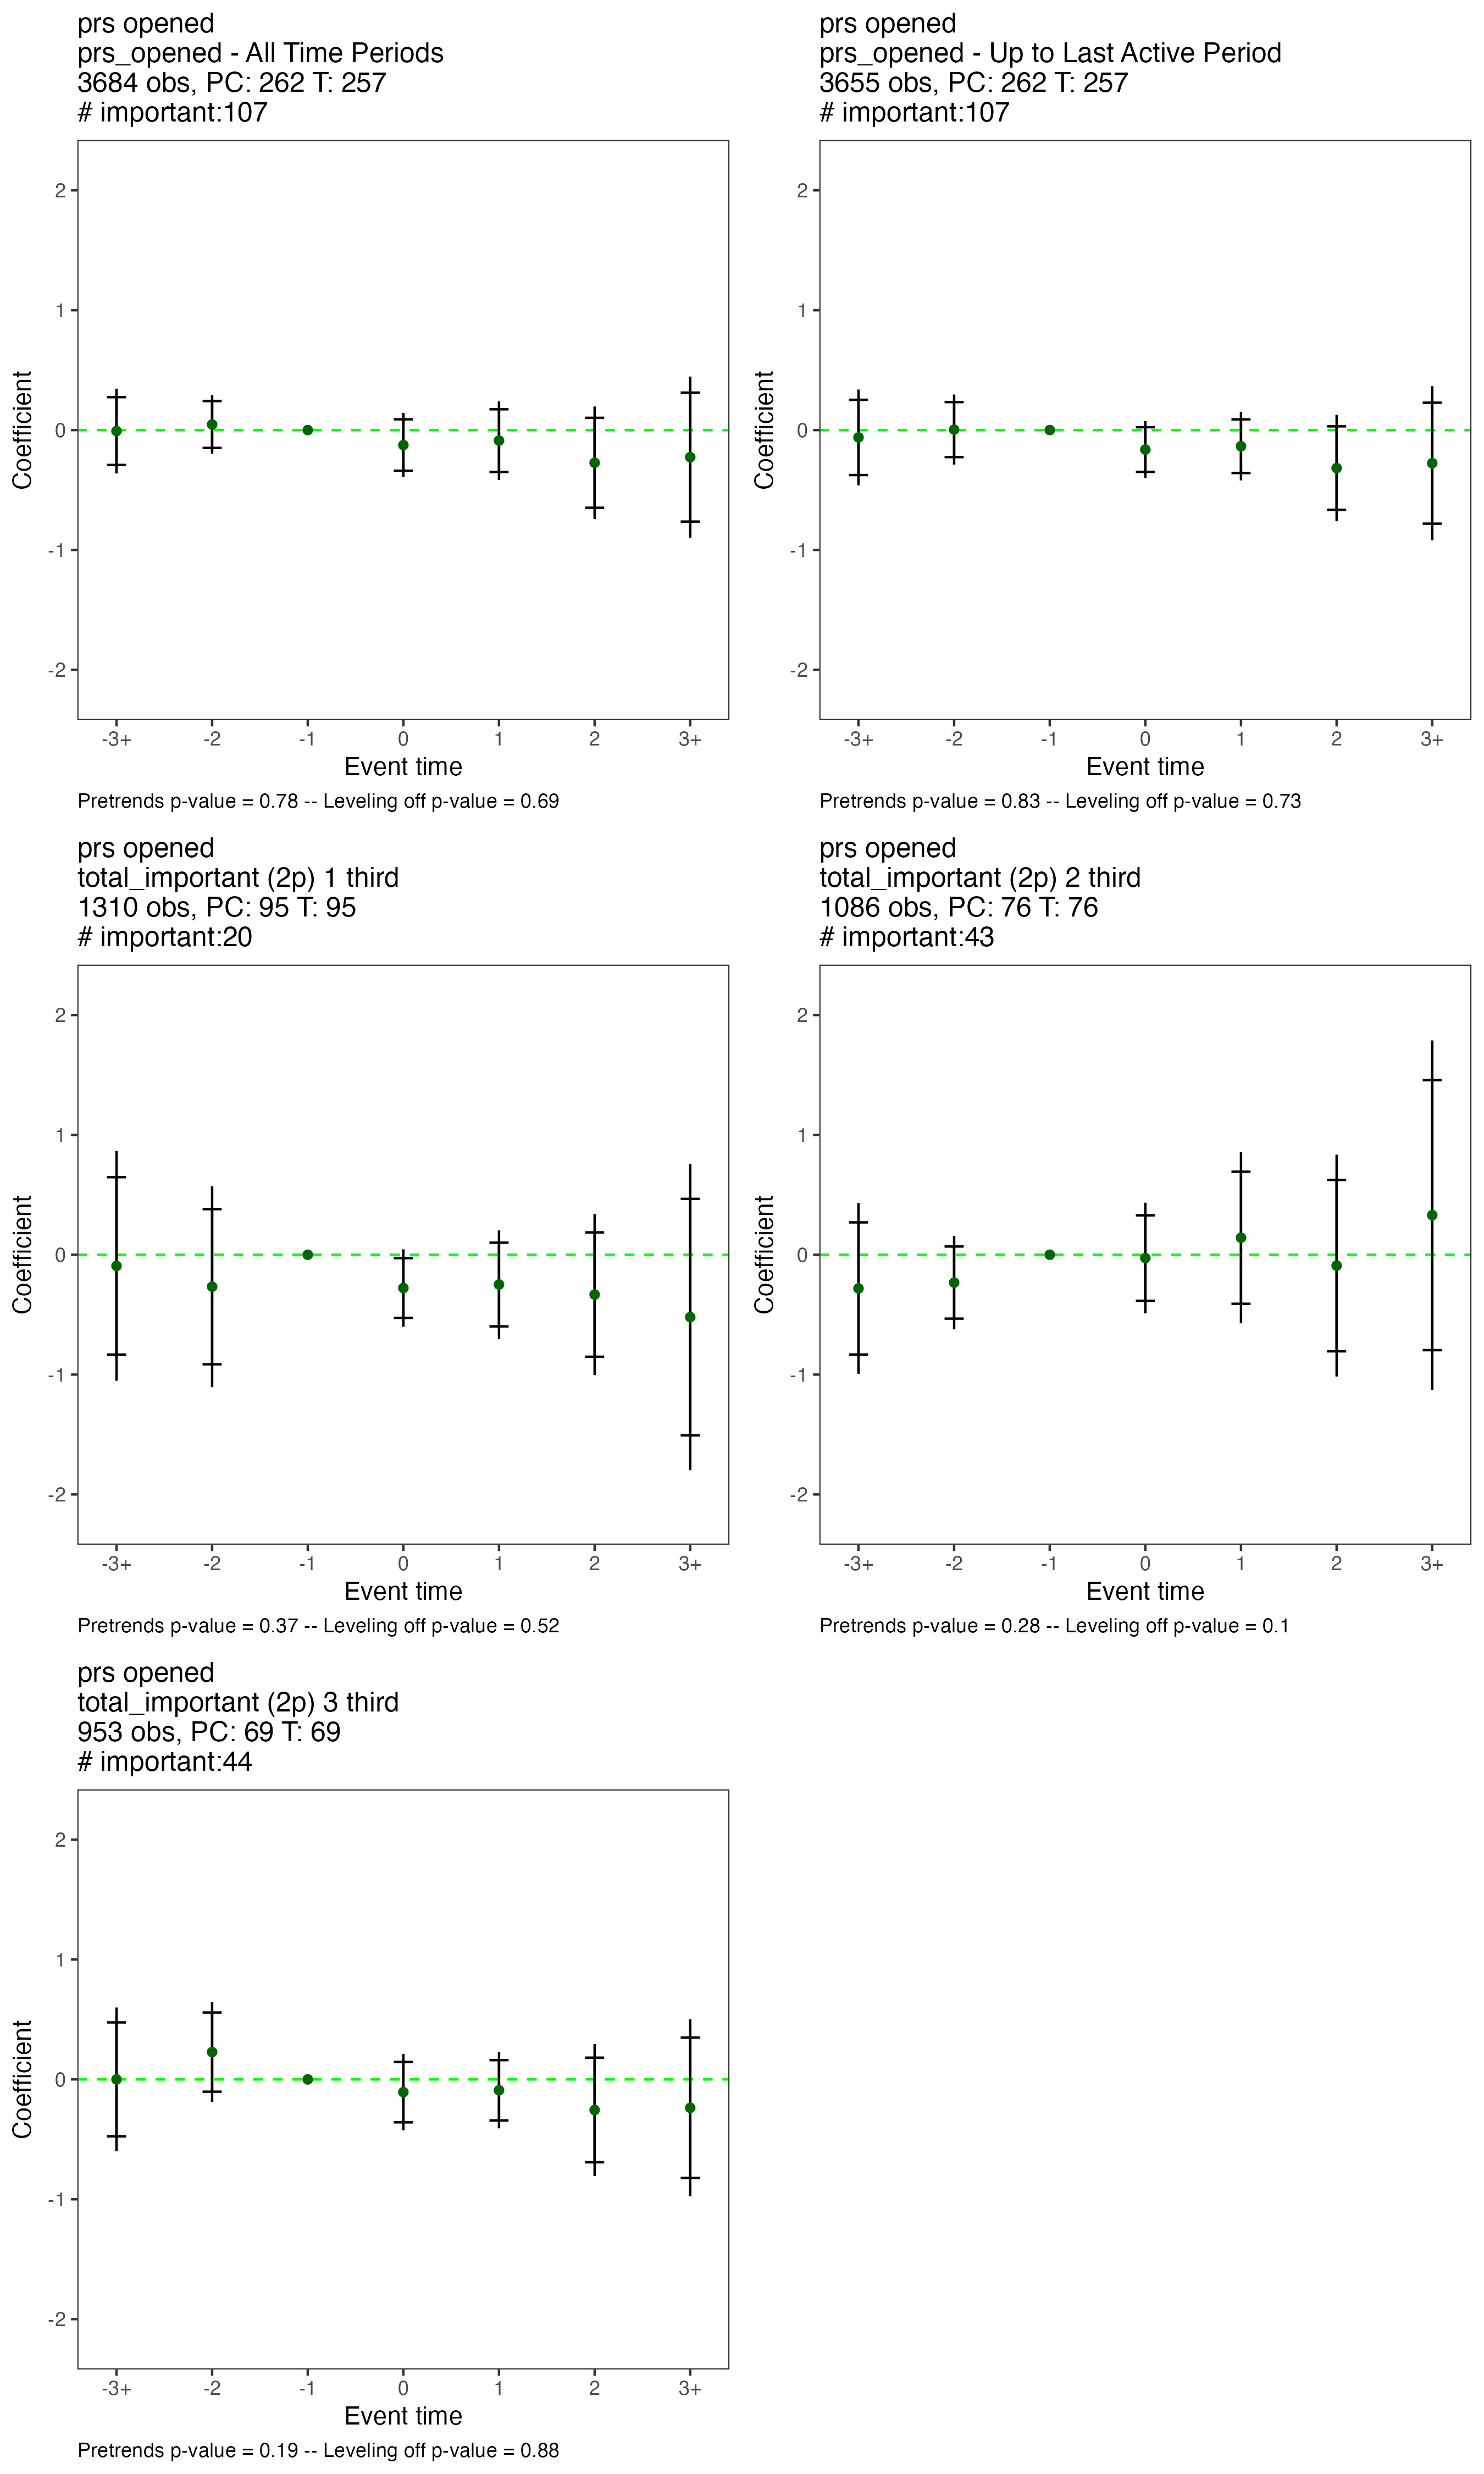 prs opened
prs_opened - All Time Periods
3684 obs, PC: 262 T: 257
# important:107
2
1
0
-1
-2
Coefficient
-3+ -2 -1 0 1 2 3+
Event time
Pretrends p-value = 0.78 -- Leveling off p-value = 0.69
prs opened
prs_opened - Up to Last Active Period
3655 obs, PC: 262 T: 257
# important:107
2
1
0
-1
-2
Coefficient
-3+ -2 -1 0 1 2 3+
Event time
Pretrends p-value = 0.83 -- Leveling off p-value = 0.73
prs opened
total_important (2p) 1 third
1310 obs, PC: 95 T: 95
# important:20
2
1
0
-1
-2
Coefficient
-3+ -2 -1 0 1 2 3+
Event time
Pretrends p-value = 0.37 -- Leveling off p-value = 0.52
prs opened
total_important (2p) 2 third
1086 obs, PC: 76 T: 76
# important:43
2
1
0
-1
-2
Coefficient
-3+ -2 -1 0 1 2 3+
Event time
Pretrends p-value = 0.28 -- Leveling off p-value = 0.1
prs opened
total_important (2p) 3 third
953 obs, PC: 69 T: 69
# important:44
2
1
0
-1
-2
Coefficient
-3+ -2 -1 0 1 2 3+
Event time
Pretrends p-value = 0.19 -- Leveling off p-value = 0.88